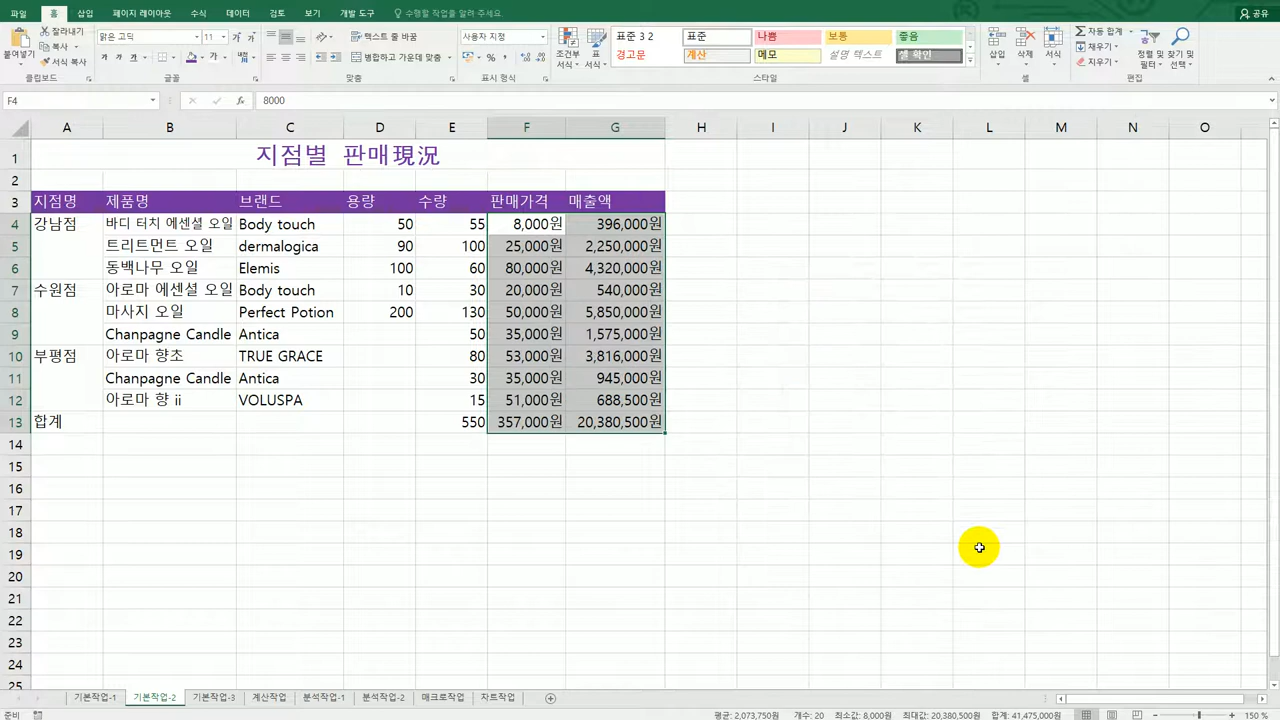 파일 홈 삽입 페이지 레이아웃 수식 데이터 검토 보기 개발 도구 수행할 작업을 알려 주세요. 공유
붙여넣기 잘라내기 복사 서식 복사 클립보드
맑은 고딕 11 가 가 가 글꼴
텍스트 줄 바꿈 병합하고 가운데 맞춤 맞춤
사용자 지정 % 표시 형식
조건부 서식 표 서식 표준 3 2 표준 나쁨 보통 좋음
경고문 계산 메모 설명 텍스트 셀 확인 스타일
삽입 삭제 서식 셀
자동 합계 채우기 지우기 정렬 및 필터 찾기 및 선택 편집
F4 fx 8000
A B C D E F G H I J K L M N O
1 지점별 판매現況
2
3 지점명 제품명 브랜드 용량 수량 판매가격 매출액
4 강남점 바디 터치 에센셜 오일 Body touch 50 55 8,000원 396,000원
5 트리트먼트 오일 dermalogica 90 100 25,000원 2,250,000원
6 동백나무 오일 Elemis 100 60 80,000원 4,320,000원
7 수원점 아로마 에센셜 오일 Body touch 10 30 20,000원 540,000원
8 마사지 오일 Perfect Potion 200 130 50,000원 5,850,000원
9 Chanpagne Candle Antica 50 35,000원 1,575,000원
10 부평점 아로마 향초 TRUE GRACE 80 53,000원 3,816,000원
11 Chanpagne Candle Antica 30 35,000원 945,000원
12 아로마 향 ii VOLUSPA 15 51,000원 688,500원
13 합계 550 357,000원 20,380,500원
14
15
16
17
18
19
20
21
22
23
24
25
기본작업-1 기본작업-2 기본작업-3 계산작업 분석작업-1 분석작업-2 매크로작업 차트작업
준비 평균: 2,073,750원 개수: 20 최소값: 8,000원 최대값: 20,380,500원 합계: 41,475,000원 150 %